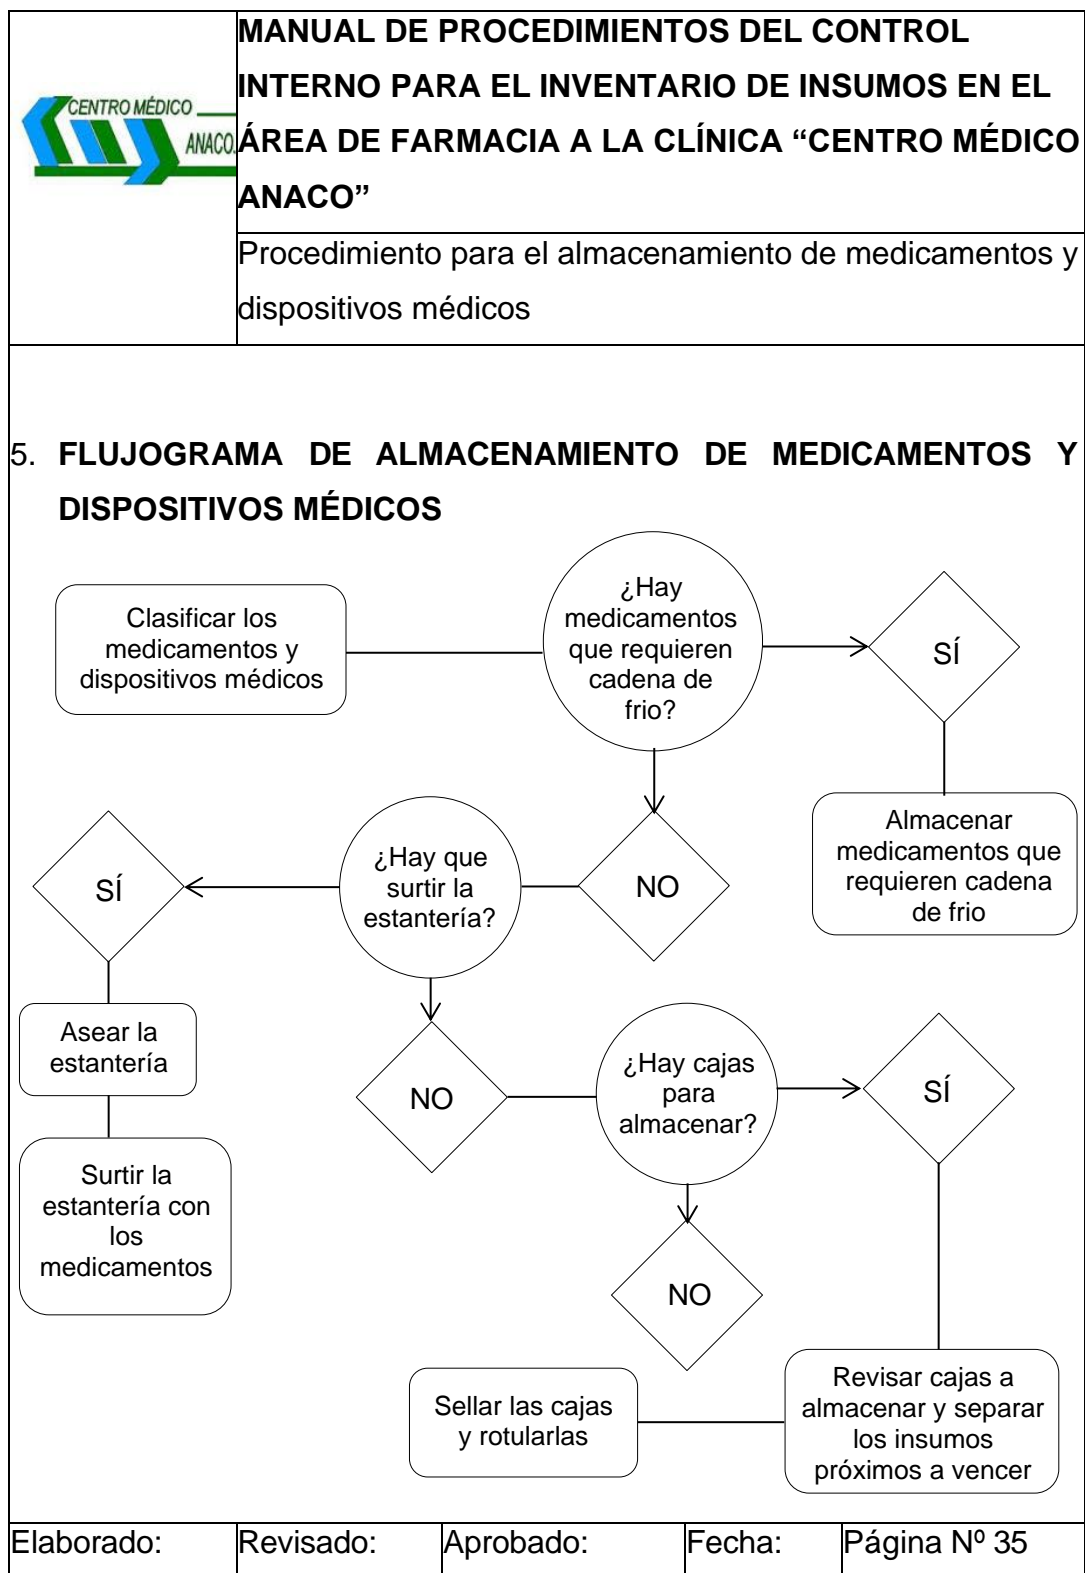 CENTRO MÉDICO
ANACO.
MANUAL DE PROCEDIMIENTOS DEL CONTROL
INTERNO PARA EL INVENTARIO DE INSUMOS EN EL
ÁREA DE FARMACIA A LA CLÍNICA “CENTRO MÉDICO
ANACO”
Procedimiento para el almacenamiento de medicamentos y
dispositivos médicos
5. FLUJOGRAMA DE ALMACENAMIENTO DE MEDICAMENTOS Y
DISPOSITIVOS MÉDICOS
Clasificar los
medicamentos y
dispositivos médicos
¿Hay
medicamentos
que requieren
cadena de
frio?
SÍ
Almacenar
medicamentos que
requieren cadena
de frio
NO
¿Hay que
surtir la
estantería?
SÍ
Asear la
estantería
Surtir la
estantería con
los
medicamentos
NO
¿Hay cajas
para
almacenar?
SÍ
NO
Revisar cajas a
almacenar y separar
los insumos
próximos a vencer
Sellar las cajas
y rotularlas
Elaborado:
Revisado:
Aprobado:
Fecha:
Página Nº 35